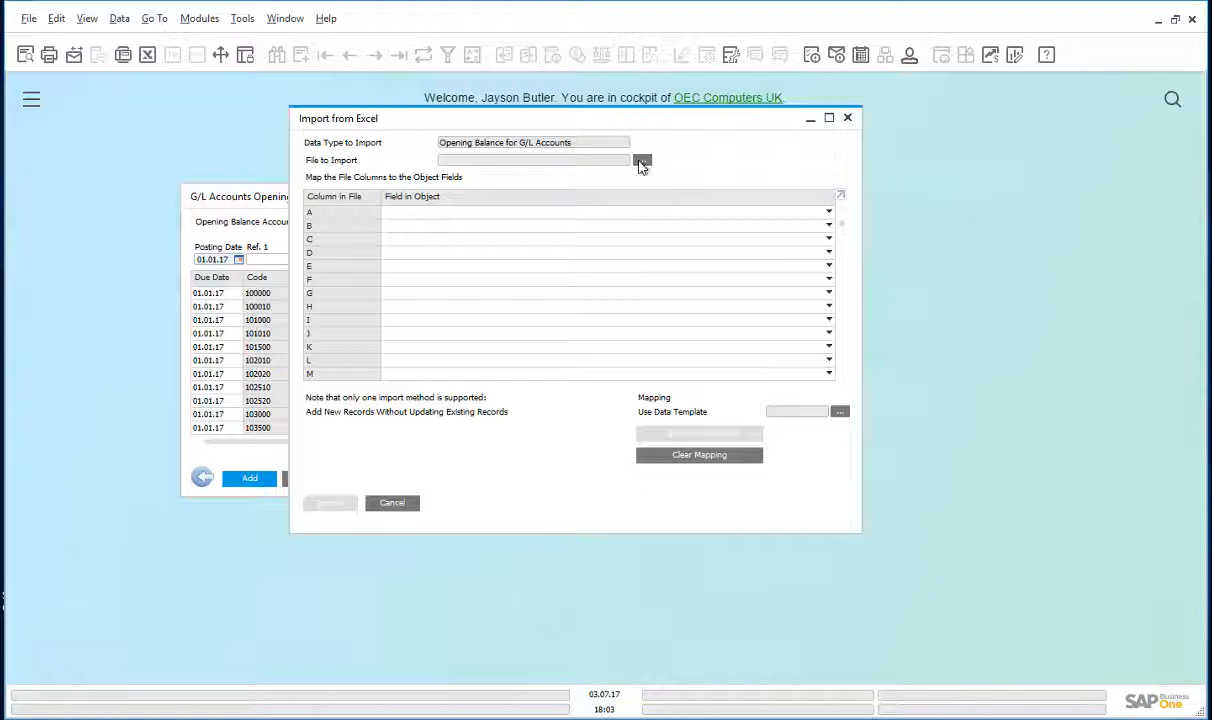 File Edit View Data Go To Modules Tools Window Help
Welcome, Jayson Butler. You are in cockpit of OEC Computers UK.
Import from Excel
Data Type to Import Opening Balance for G/L Accounts
File to Import
Map the File Columns to the Object Fields
Column in File Field in Object
A
B
C
D
E
F
G
H
I
J
K
L
M
Note that only one import method is supported:
Add New Records Without Updating Existing Records
Mapping
Use Data Template ...
Clear Mapping
Cancel
G/L Accounts Openin
Opening Balance Accou
Posting Date Ref. 1
01.01.17
Due Date Code
01.01.17 100000
01.01.17 100010
01.01.17 101000
01.01.17 101010
01.01.17 101500
01.01.17 102010
01.01.17 102020
01.01.17 102510
01.01.17 102520
01.01.17 103000
01.01.17 103500
Add
03.07.17
18:03
SAP Business One